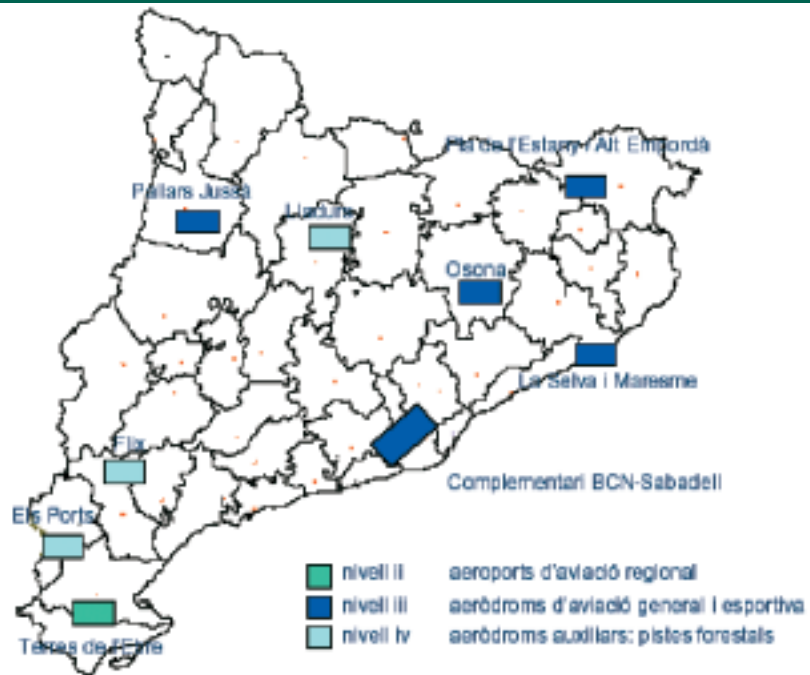 Pla de l'Estany i Alt Empordà
Pallars Jussà
Osona
La Selva i Maresme
Flix
Complementari BCN-Sabadell
Els Ports
nivell ii aeroports d'aviació regional
nivell iii aeròdroms d'aviació general i esportiva
nivell iv aeròdroms auxiliars: pistes forestals
Terres de l'Ebre